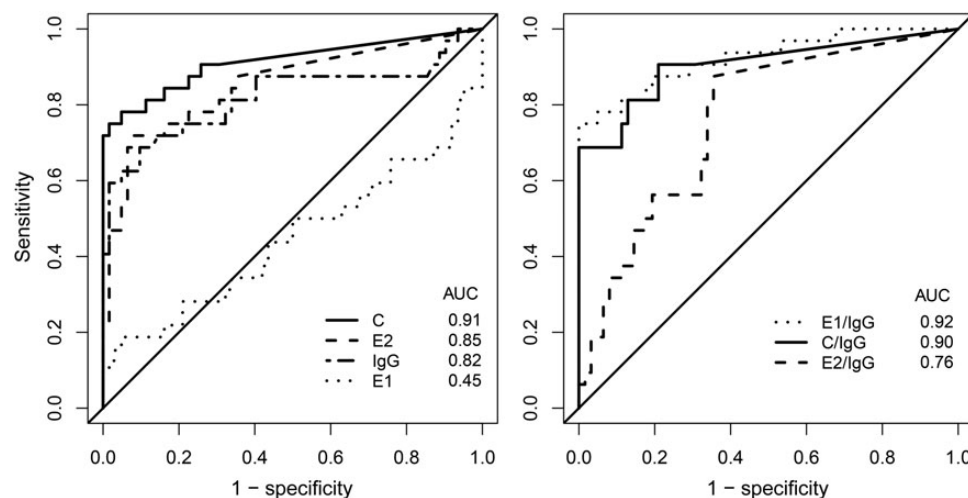 Sensitivity
1.0
0.8
0.6
0.4
0.2
0.0
AUC
C 0.91
E2 0.85
IgG 0.82
E1 0.45
0.0 0.2 0.4 0.6 0.8 1.0
1 − specificity
1.0
0.8
0.6
0.4
0.2
0.0
AUC
E1/IgG 0.92
C/IgG 0.90
E2/IgG 0.76
0.0 0.2 0.4 0.6 0.8 1.0
1 − specificity